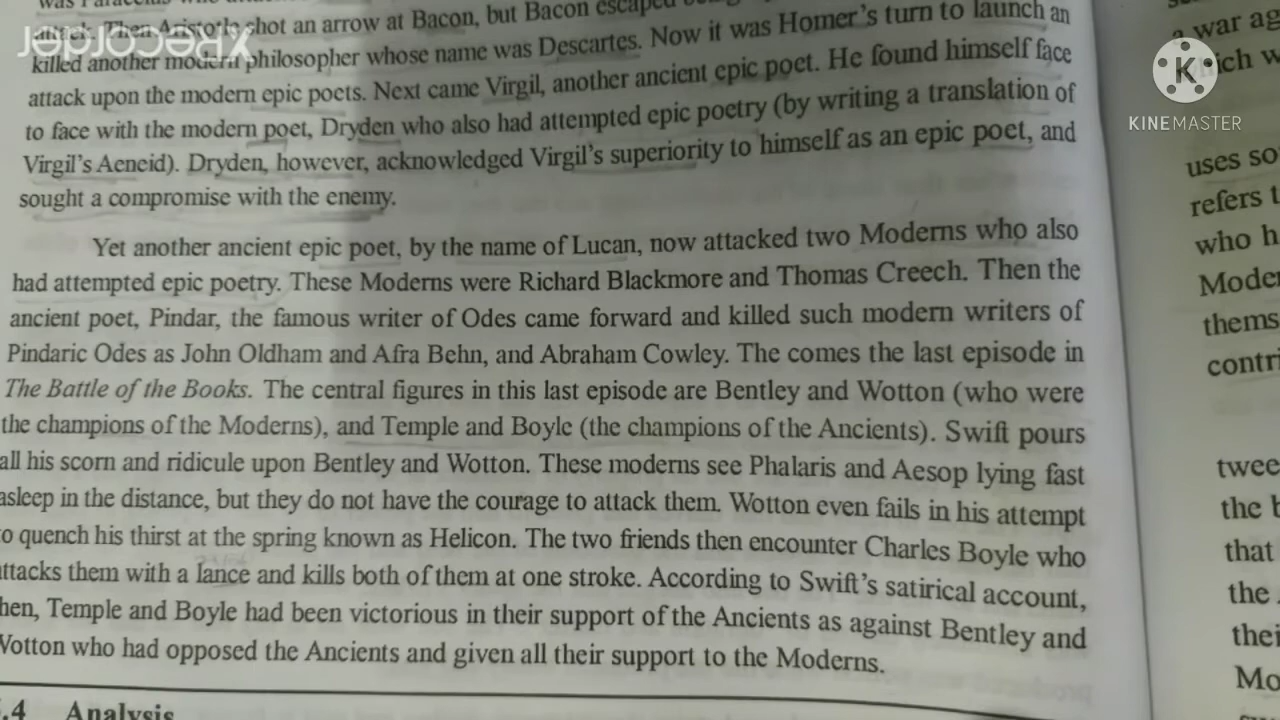 attack. Then Aristotle shot an arrow at Bacon, but Bacon escaped
killed another modern philosopher whose name was Descartes. Now it was Homer's turn to launch an
attack upon the modern epic poets. Next came Virgil, another ancient epic poet. He found himself face
to face with the modern poet, Dryden who also had attempted epic poetry (by writing a translation of
Virgil's Aeneid). Dryden, however, acknowledged Virgil's superiority to himself as an epic poet, and
sought a compromise with the enemy.
Yet another ancient epic poet, by the name of Lucan, now attacked two Moderns who also
had attempted epic poetry. These Moderns were Richard Blackmore and Thomas Creech. Then the
ancient poet, Pindar, the famous writer of Odes came forward and killed such modern writers of
Pindaric Odes as John Oldham and Afra Behn, and Abraham Cowley. The comes the last episode in
The Battle of the Books. The central figures in this last episode are Bentley and Wotton (who were
the champions of the Moderns), and Temple and Boyle (the champions of the Ancients). Swift pours
all his scorn and ridicule upon Bentley and Wotton. These moderns see Phalaris and Aesop lying fast
asleep in the distance, but they do not have the courage to attack them. Wotton even fails in his attempt
o quench his thirst at the spring known as Helicon. The two friends then encounter Charles Boyle who
ttacks them with a lance and kills both of them at one stroke. According to Swift's satirical account,
hen, Temple and Boyle had been victorious in their support of the Ancients as against Bentley and
Wotton who had opposed the Ancients and given all their support to the Moderns.
.4 Analysis
a war ag
hich w
uses so
refers t
who h
Moder
thems
contri
twee
the b
that
the
thei
Mo
XRecorder
K
KINEMASTER